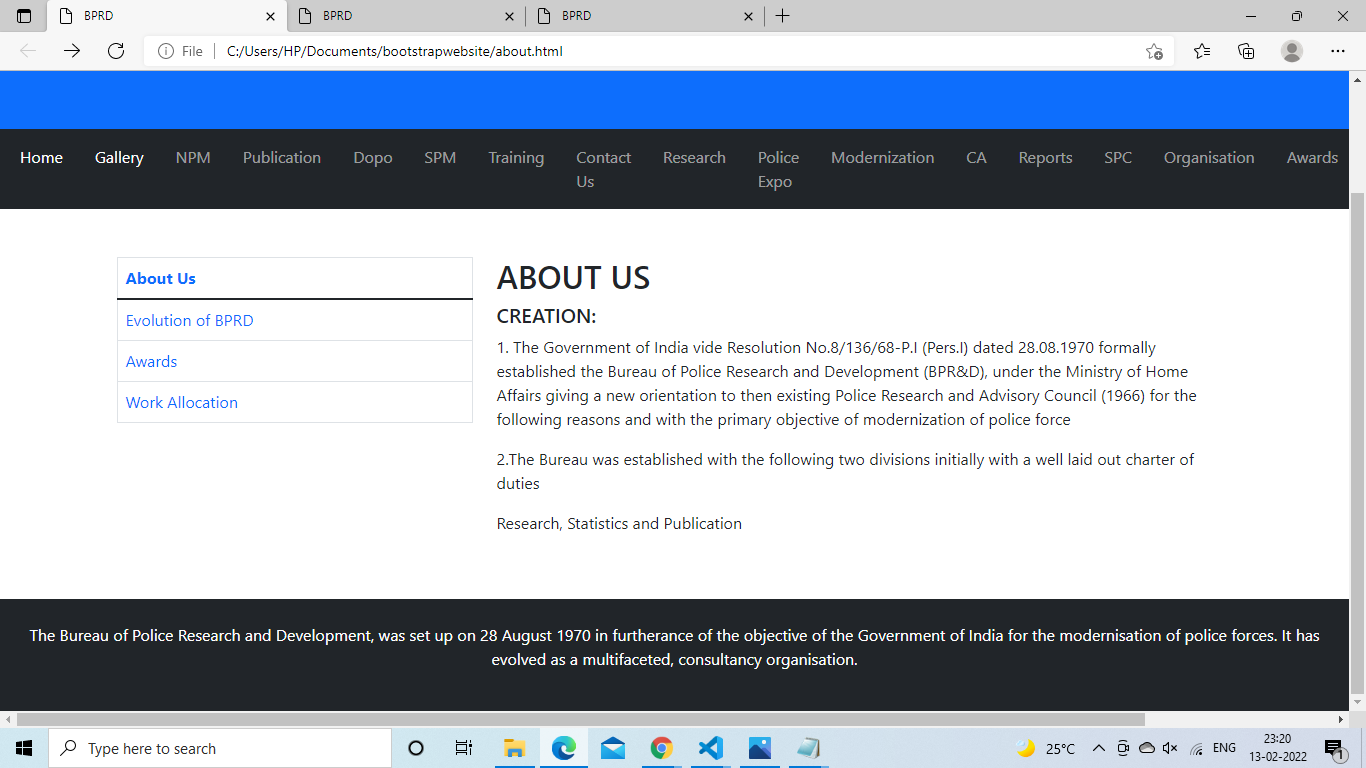 BPRD
BPRD
BPRD
File
C:/Users/HP/Documents/bootstrapwebsite/about.html
Home Gallery NPM Publication Dopo SPM Training Contact Us Research Police Expo Modernization CA Reports SPC Organisation Awards
About Us
Evolution of BPRD
Awards
Work Allocation
ABOUT US
CREATION:
1. The Government of India vide Resolution No.8/136/68-P.I (Pers.I) dated 28.08.1970 formally
established the Bureau of Police Research and Development (BPR&D), under the Ministry of Home
Affairs giving a new orientation to then existing Police Research and Advisory Council (1966) for the
following reasons and with the primary objective of modernization of police force
2.The Bureau was established with the following two divisions initially with a well laid out charter of
duties
Research, Statistics and Publication
The Bureau of Police Research and Development, was set up on 28 August 1970 in furtherance of the objective of the Government of India for the modernisation of police forces. It has
evolved as a multifaceted, consultancy organisation.
Type here to search
25°C
ENG
23:20
13-02-2022
1